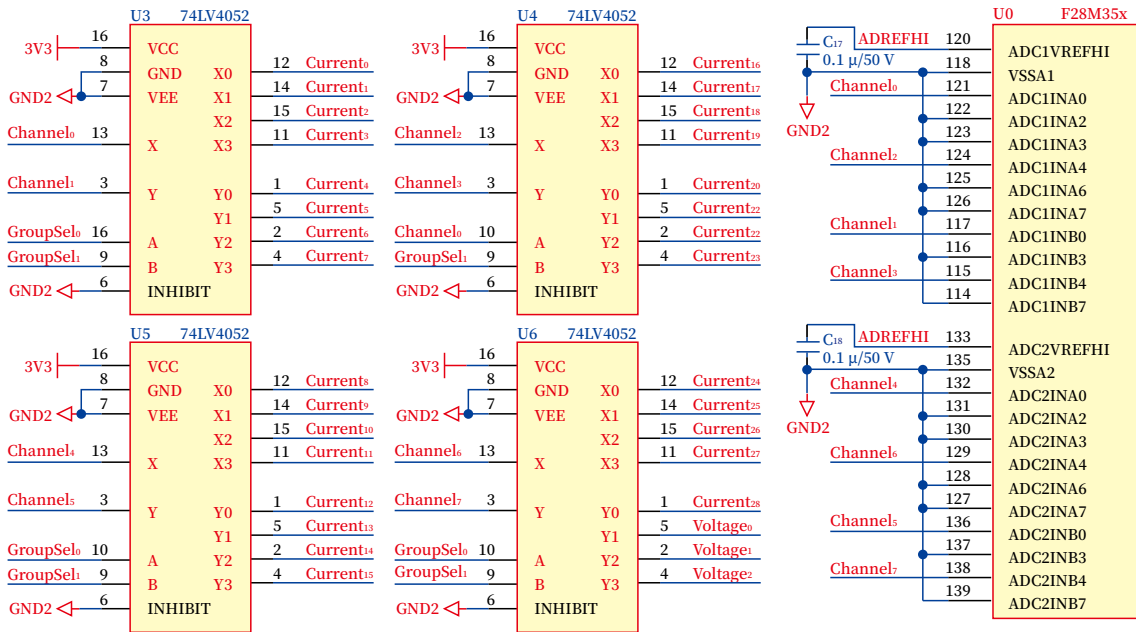 U3 74LV4052
3V3 16 VCC
8 GND X0 12 Current₀
GND2 7 VEE X1 14 Current₁
X2 15 Current₂
Channel₀ 13 X X3 11 Current₃
Channel₁ 3 Y Y0 1 Current₄
Y1 5 Current₅
GroupSel₀ 16 A Y2 2 Current₆
GroupSel₁ 9 B Y3 4 Current₇
GND2 6 INHIBIT
U4 74LV4052
3V3 16 VCC
8 GND X0 12 Current₁₆
GND2 7 VEE X1 14 Current₁₇
X2 15 Current₁₈
Channel₂ 13 X X3 11 Current₁₉
Channel₃ 3 Y Y0 1 Current₂₀
Y1 5 Current₂₂
Channel₀ 10 A Y2 2 Current₂₂
GroupSel₁ 9 B Y3 4 Current₂₃
GND2 6 INHIBIT
U5 74LV4052
3V3 16 VCC
8 GND X0 12 Current₈
GND2 7 VEE X1 14 Current₉
X2 15 Current₁₀
Channel₄ 13 X X3 11 Current₁₁
Channel₅ 3 Y Y0 1 Current₁₂
Y1 5 Current₁₃
GroupSel₀ 10 A Y2 2 Current₁₄
GroupSel₁ 9 B Y3 4 Current₁₅
GND2 6 INHIBIT
U6 74LV4052
3V3 16 VCC
8 GND X0 12 Current₂₄
GND2 7 VEE X1 14 Current₂₅
X2 15 Current₂₆
Channel₆ 13 X X3 11 Current₂₇
Channel₇ 3 Y Y0 1 Current₂₈
Y1 5 Voltage₀
GroupSel₀ 10 A Y2 2 Voltage₁
GroupSel₁ 9 B Y3 4 Voltage₂
GND2 6 INHIBIT
U0 F28M35x
C₁₇ ADREFHI 120 ADC1VREFHI
0.1 µ/50 V 118 VSSA1
Channel₀ 121 ADC1INA0
GND2 122 ADC1INA2
123 ADC1INA3
Channel₂ 124 ADC1INA4
125 ADC1INA6
126 ADC1INA7
Channel₁ 117 ADC1INB0
116 ADC1INB3
Channel₃ 115 ADC1INB4
114 ADC1INB7
C₁₈ ADREFHI 133 ADC2VREFHI
0.1 µ/50 V 135 VSSA2
Channel₄ 132 ADC2INA0
GND2 131 ADC2INA2
130 ADC2INA3
Channel₆ 129 ADC2INA4
128 ADC2INA6
127 ADC2INA7
Channel₅ 136 ADC2INB0
137 ADC2INB3
Channel₇ 138 ADC2INB4
139 ADC2INB7